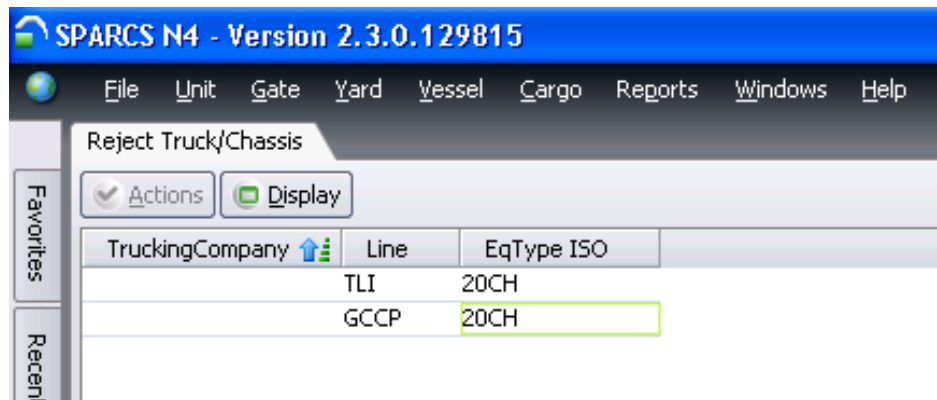 SPARCS N4 - Version 2.3.0.129815
File Unit Gate Yard Vessel Cargo Reports Windows Help
Reject Truck/Chassis
Favorites
Actions Display
TruckingCompany Line EqType ISO
TLI 20CH
GCCP 20CH
Recent